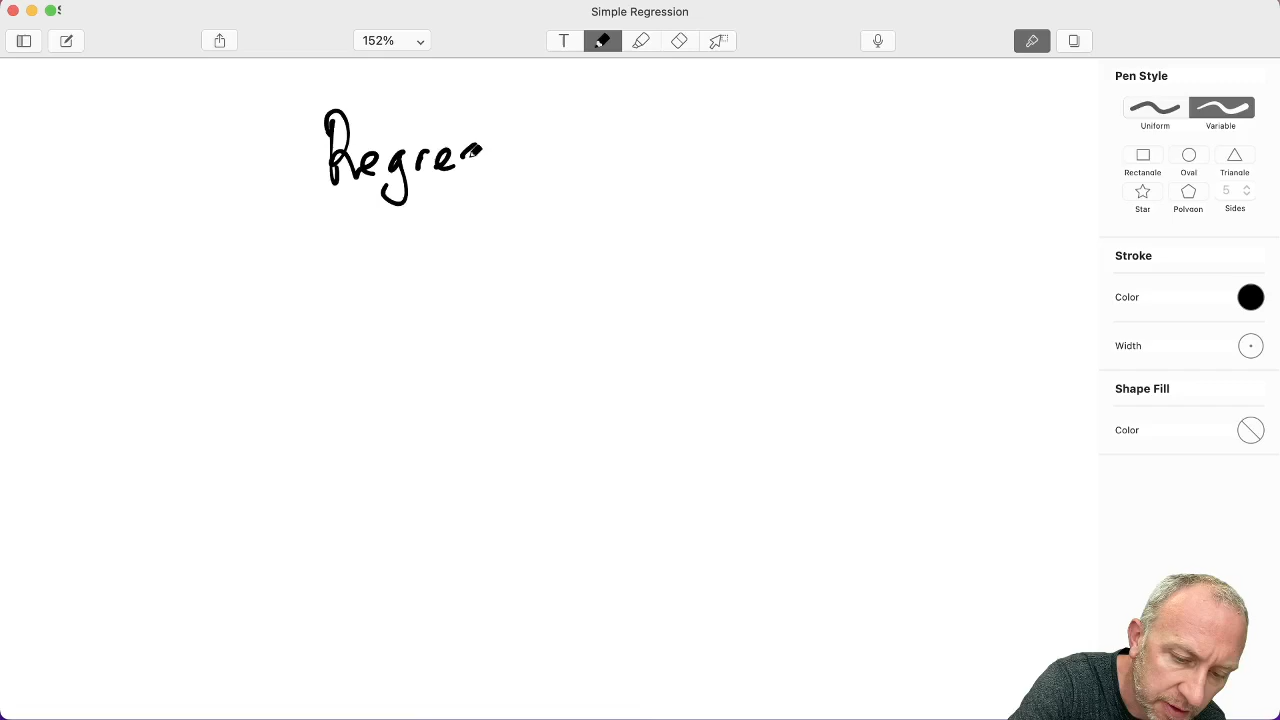 Simple Regression
152%
T
Pen Style
Uniform
Variable
Rectangle
Oval
Triangle
5
Star
Polygon
Sides
Stroke
Color
Width
Shape Fill
Color
Regre